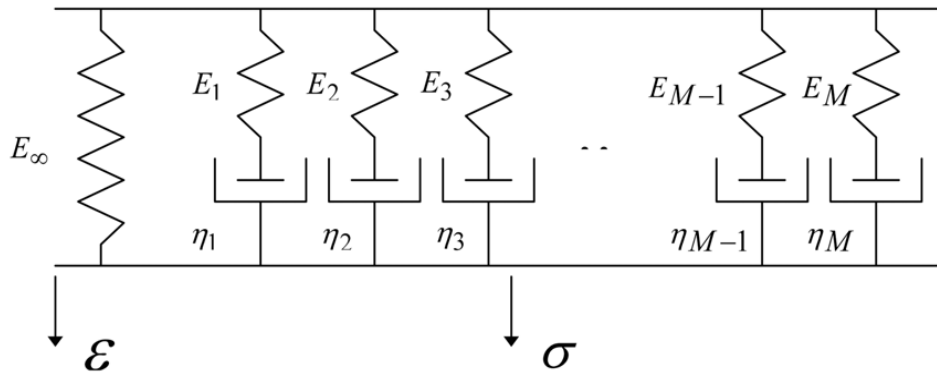 E₁ E₂ E₃ E_{M−1} E_M
E_∞
η₁ η₂ η₃ η_{M−1} η_M
ε σ